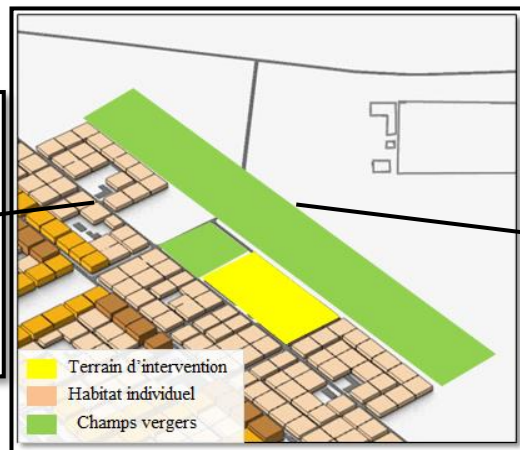 Terrain d’intervention
Habitat individuel
Champs vergers